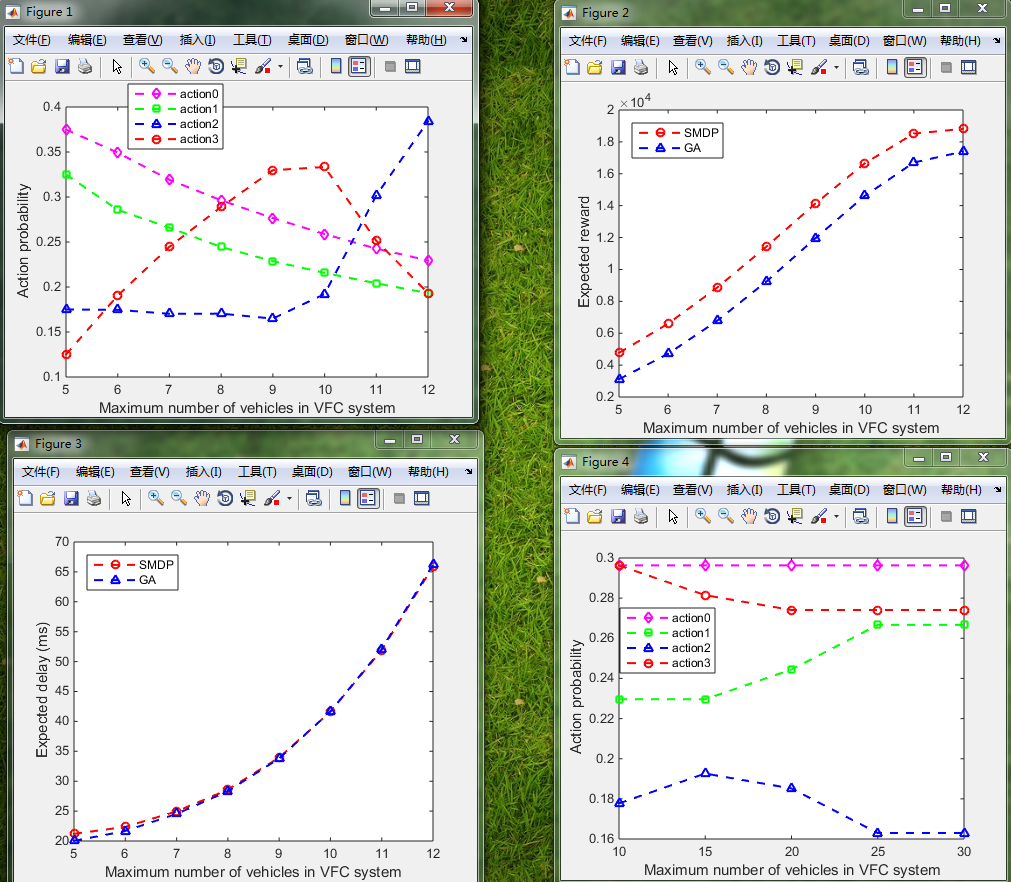 Figure 1
文件(F) 编辑(E) 查看(V) 插入(I) 工具(T) 桌面(D) 窗口(W) 帮助(H)
action0
action1
action2
action3
0.4
0.35
0.3
0.25
0.2
0.15
0.1
Action probability
5 6 7 8 9 10 11 12
Maximum number of vehicles in VFC system
Figure 2
文件(F) 编辑(E) 查看(V) 插入(I) 工具(T) 桌面(D) 窗口(W) 帮助(H)
×10^4
SMDP
GA
2
1.8
1.6
1.4
1.2
1
0.8
0.6
0.4
0.2
Expected reward
5 6 7 8 9 10 11 12
Maximum number of vehicles in VFC system
Figure 3
文件(F) 编辑(E) 查看(V) 插入(I) 工具(T) 桌面(D) 窗口(W) 帮助(H)
SMDP
GA
70
65
60
55
50
45
40
35
30
25
20
Expected delay (ms)
5 6 7 8 9 10 11 12
Maximum number of vehicles in VFC system
Figure 4
文件(F) 编辑(E) 查看(V) 插入(I) 工具(T) 桌面(D) 窗口(W) 帮助(H)
action0
action1
action2
action3
0.3
0.28
0.26
0.24
0.22
0.2
0.18
0.16
Action probability
10 15 20 25 30
Maximum number of vehicles in VFC system